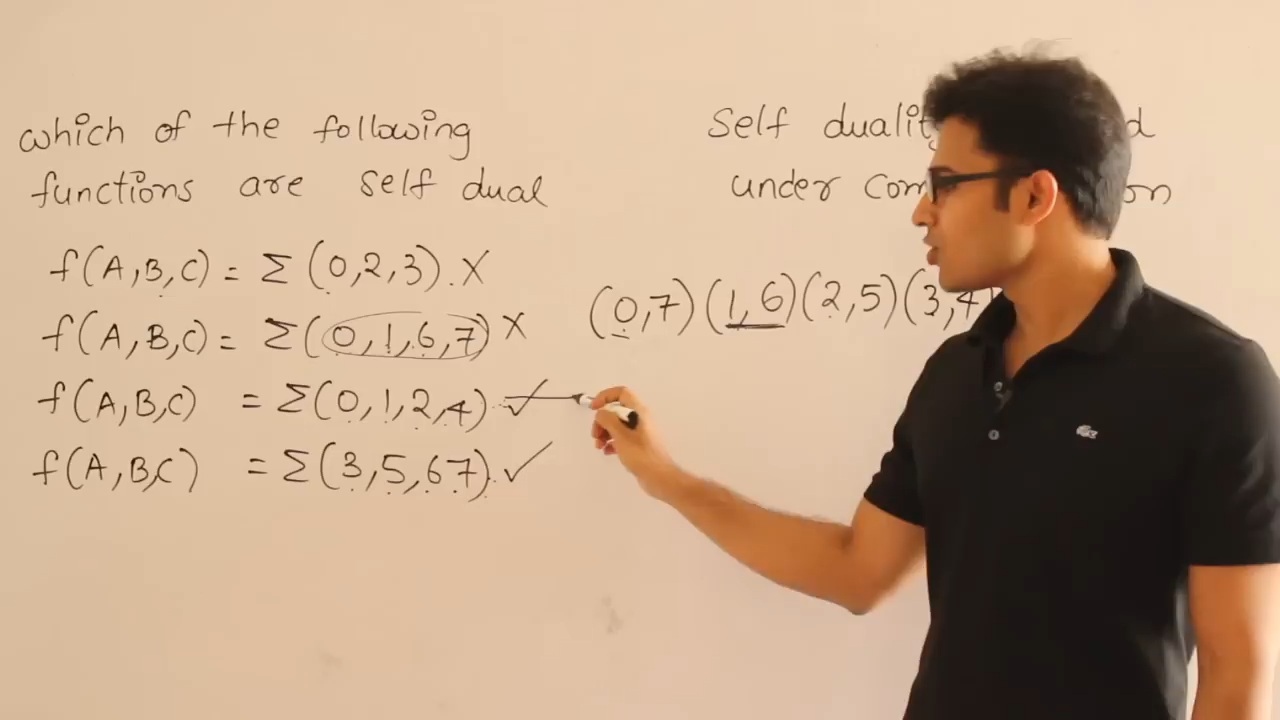 which of the following
functions are self dual
f(A,B,C) = Σ (0,2,3). X
f(A,B,C) = Σ(0,1,6,7) X
f(A,B,C) = Σ(0,1,2,4). ✓
f(A,B,C) = Σ(3,5,6 7). ✓
Self
under
(0,7)(1,6)(2,5)(3,4